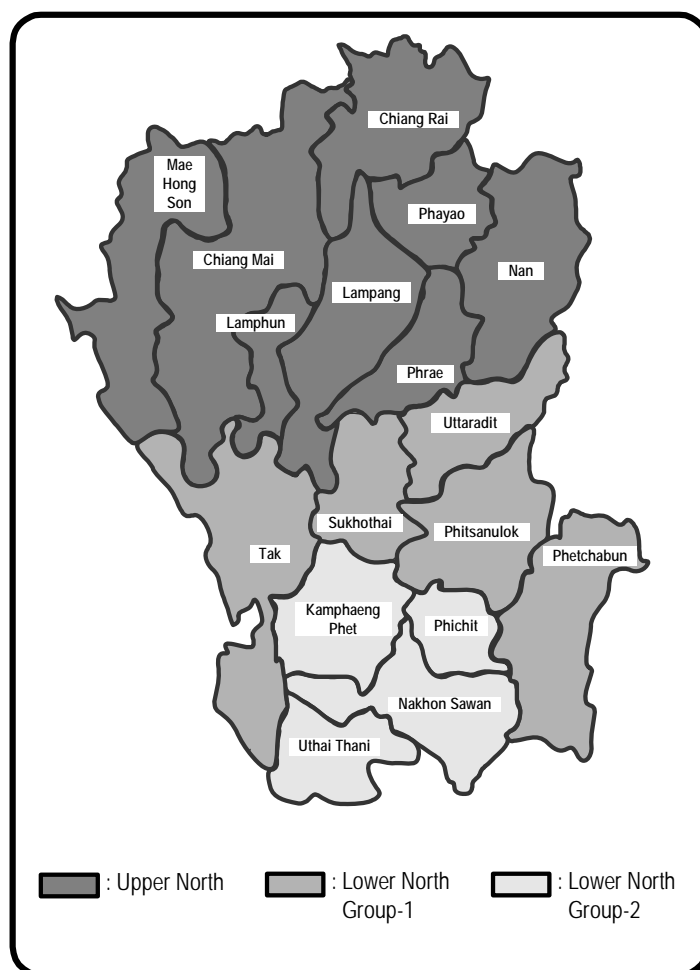 Chiang Rai
Mae
Hong
Son
Phayao
Chiang Mai
Nan
Lampang
Lamphun
Phrae
Uttaradit
Sukhothai
Phitsanulok
Tak
Phetchabun
Kamphaeng
Phet
Phichit
Nakhon Sawan
Uthai Thani
: Upper North
: Lower North
Group-1
: Lower North
Group-2